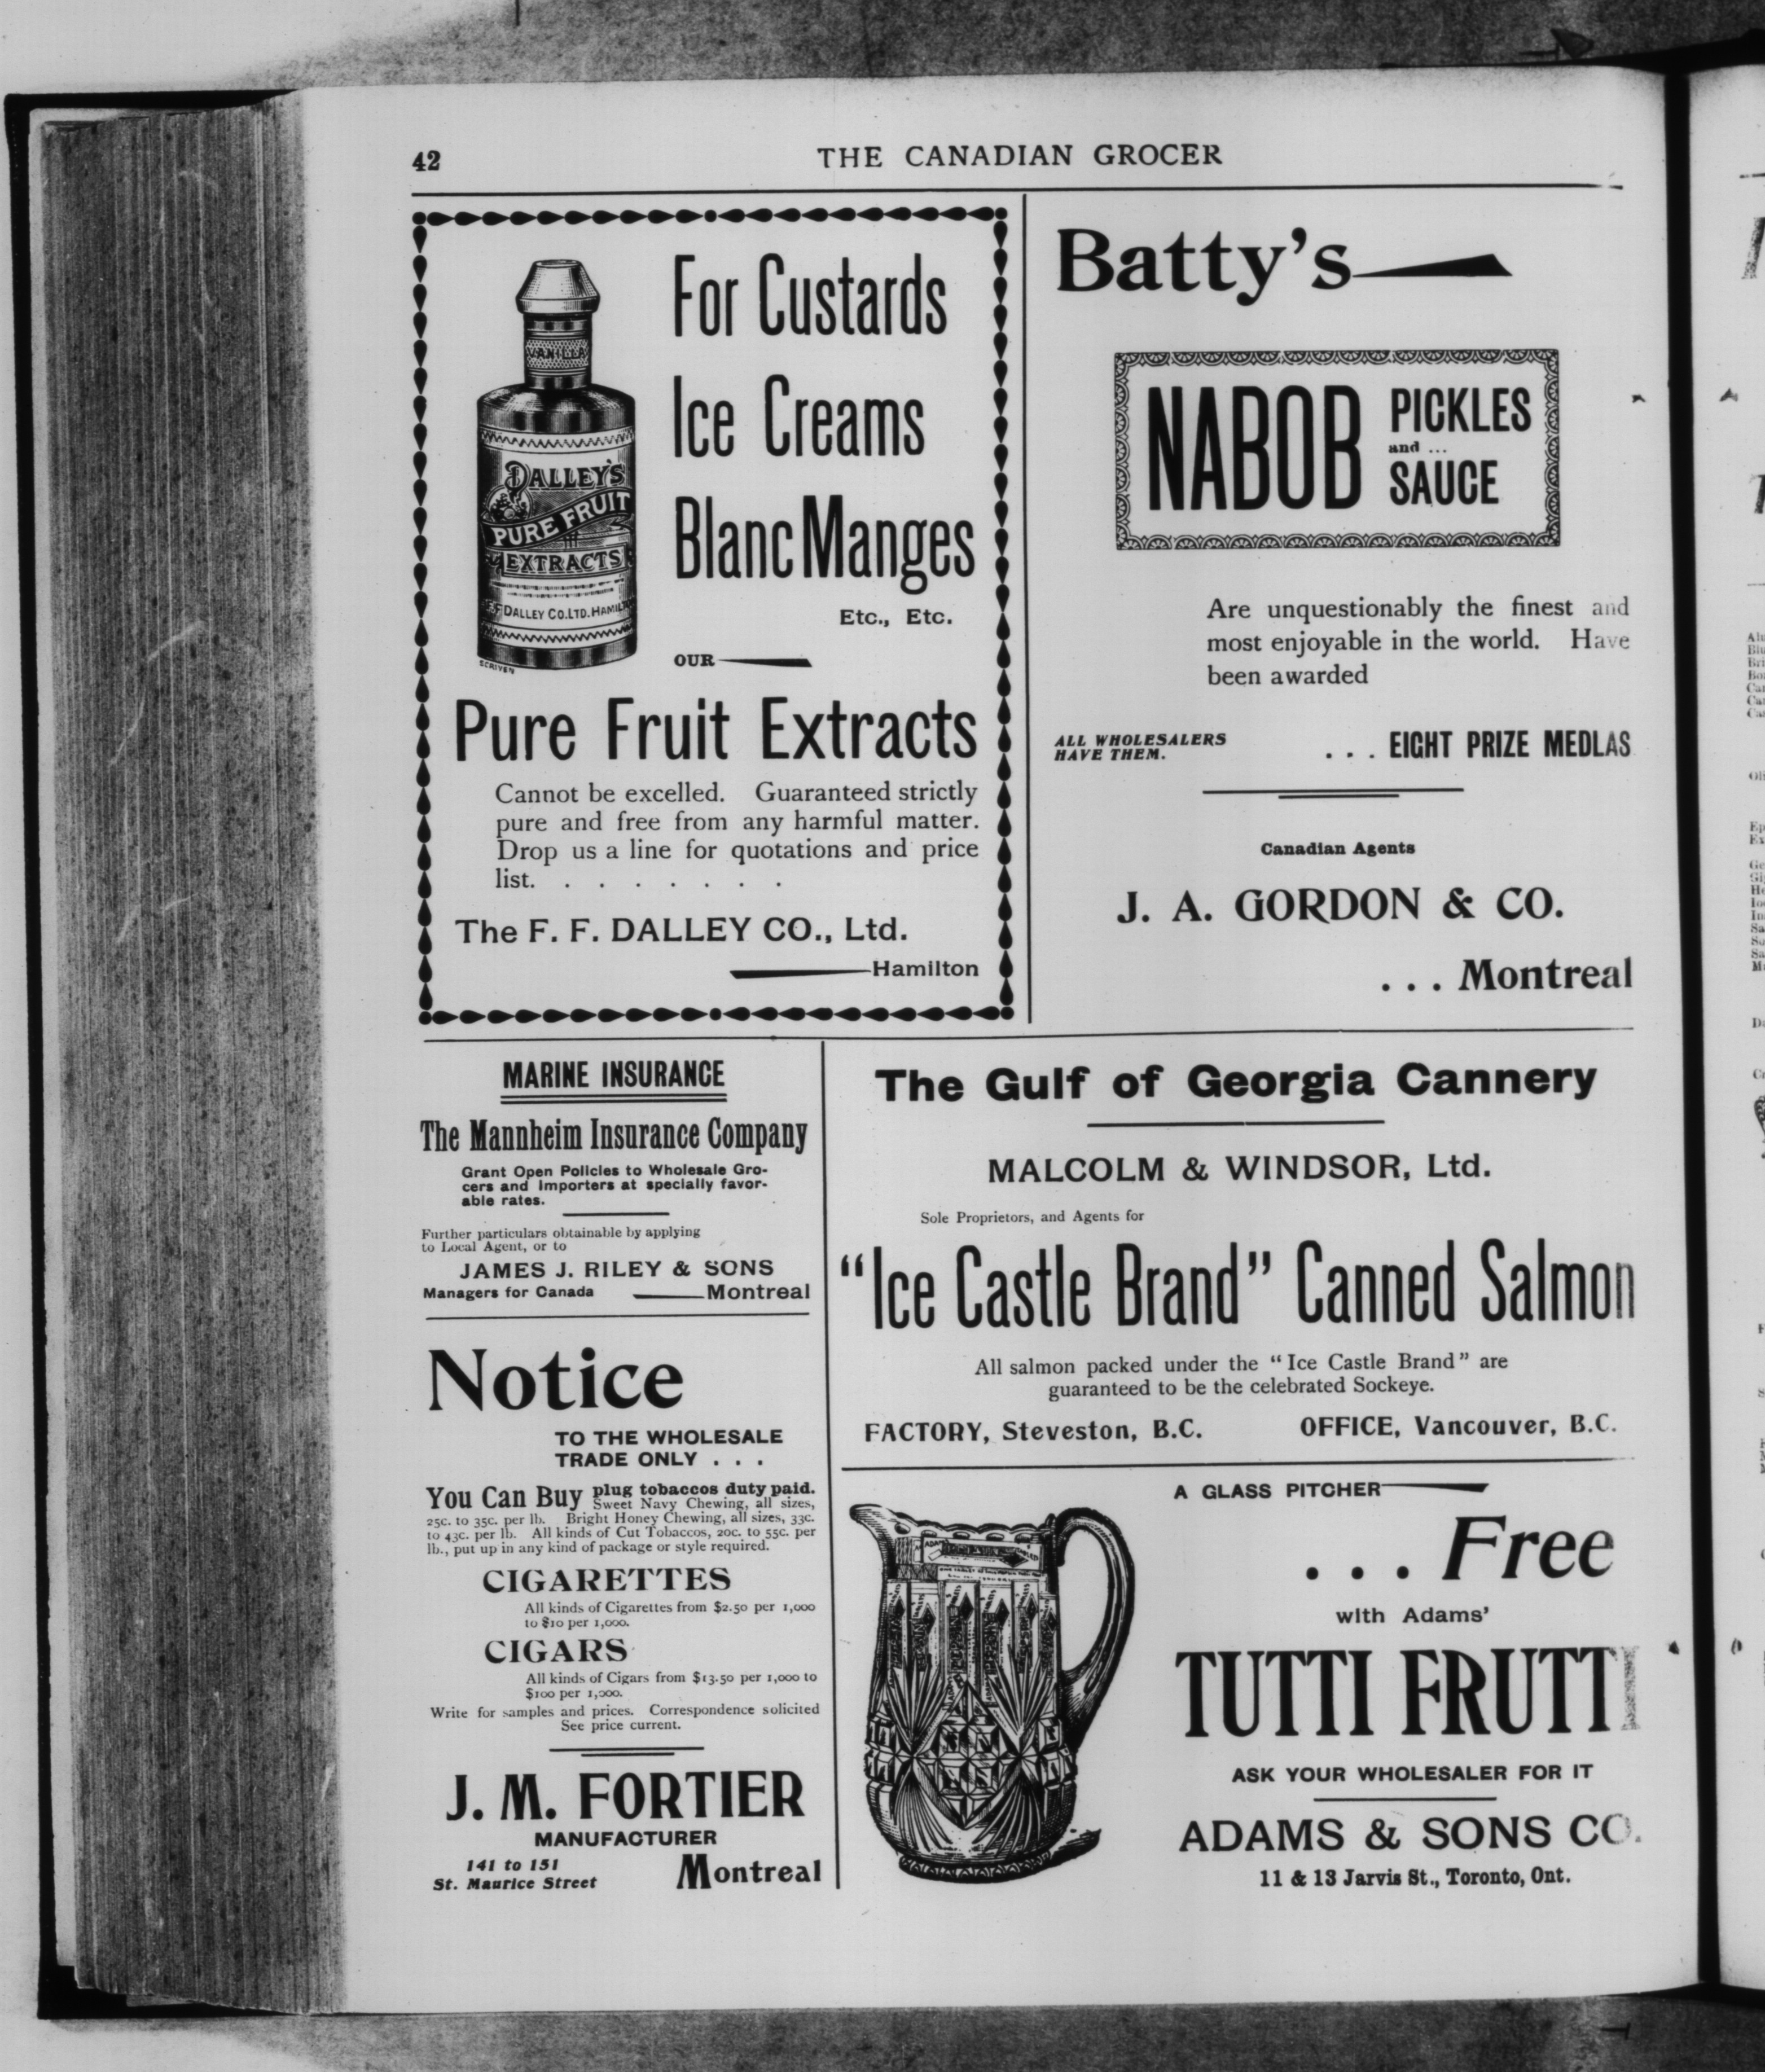 42
THE CANADIAN GROCER
VANILLA
DALLEY'S
PURE FRUIT
EXTRACTS
F.F. DALLEY CO. LTD. HAMILTON
SCRIVEN
For Custards
Ice Creams
Blanc Manges
Etc., Etc.
OUR
Pure Fruit Extracts
Cannot be excelled. Guaranteed strictly
pure and free from any harmful matter.
Drop us a line for quotations and price
list. . . . . . . . .
The F. F. DALLEY CO., Ltd.
Hamilton
Batty's
NABOB
PICKLES
and ...
SAUCE
Are unquestionably the finest and
most enjoyable in the world. Have
been awarded
ALL WHOLESALERS
HAVE THEM.
. . . EIGHT PRIZE MEDLAS
Canadian Agents
J. A. GORDON & CO.
. . . Montreal
MARINE INSURANCE
The Mannheim Insurance Company
Grant Open Policies to Wholesale Gro-
cers and Importers at specially favor-
able rates.
Further particulars obtainable by applying
to Local Agent, or to
JAMES J. RILEY & SONS
Managers for Canada Montreal
Notice
TO THE WHOLESALE
TRADE ONLY . . .
You Can Buy plug tobaccos duty paid.
Sweet Navy Chewing, all sizes,
25c. to 35c. per lb. Bright Honey Chewing, all sizes, 33c.
to 43c. per lb. All kinds of Cut Tobaccos, 20c. to 55c. per
lb., put up in any kind of package or style required.
CIGARETTES
All kinds of Cigarettes from $2.50 per 1,000
to $10 per 1,000.
CIGARS
All kinds of Cigars from $13.50 per 1,000 to
$100 per 1,000.
Write for samples and prices. Correspondence solicited
See price current.
J. M. FORTIER
MANUFACTURER
141 to 151
St. Maurice Street
Montreal
The Gulf of Georgia Cannery
MALCOLM & WINDSOR, Ltd.
Sole Proprietors, and Agents for
"Ice Castle Brand" Canned Salmon
All salmon packed under the "Ice Castle Brand" are
guaranteed to be the celebrated Sockeye.
FACTORY, Steveston, B.C. OFFICE, Vancouver, B.C.
A GLASS PITCHER
. . . Free
with Adams'
TUTTI FRUTTI
ASK YOUR WHOLESALER FOR IT
ADAMS & SONS CO.
11 & 13 Jarvis St., Toronto, Ont.